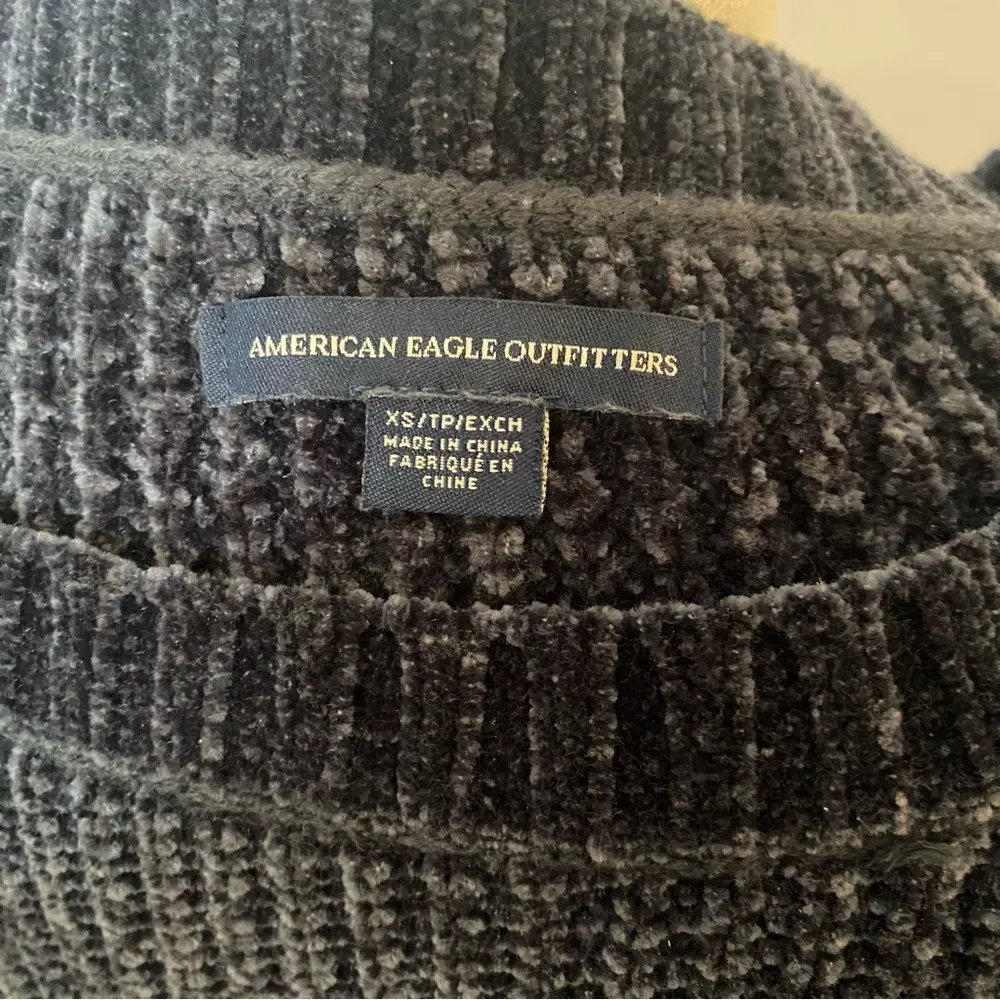 AMERICAN EAGLE OUTFITTERS
XS/TP/EXCH
MADE IN CHINA
FABRIQUÉ EN
CHINE